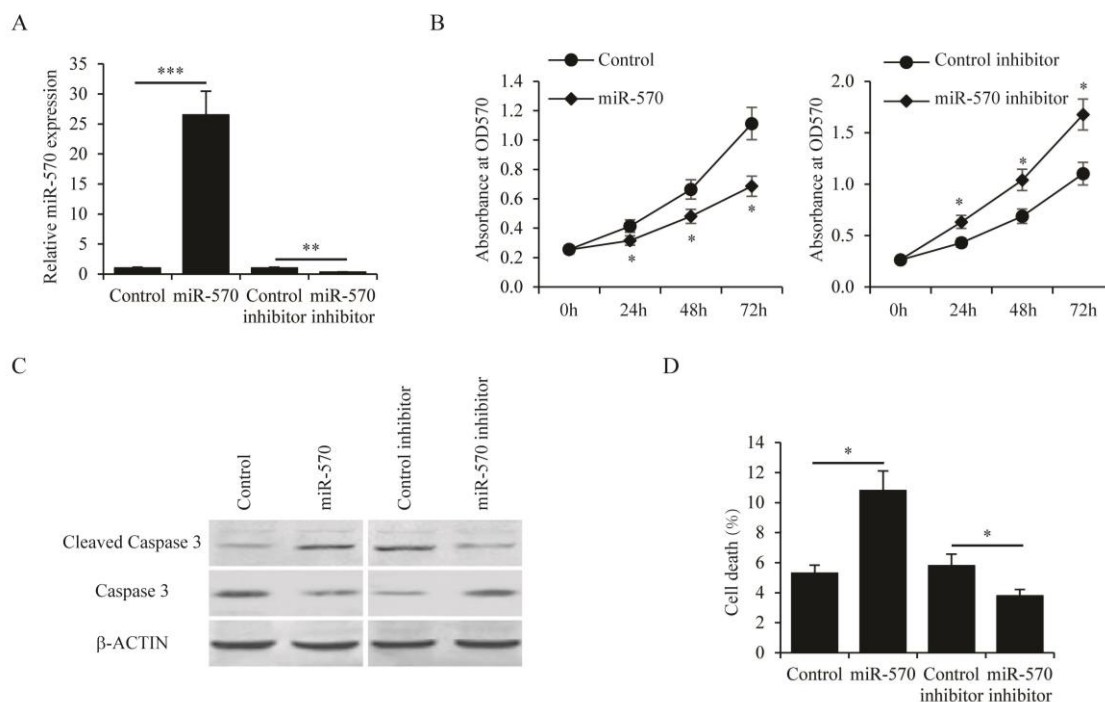 A
Relative miR-570 expression
35
30
25
20
15
10
5
0
***
**
Control
miR-570
Control
inhibitor
miR-570
inhibitor
B
Absorbance at OD570
1.4
1.2
1.0
0.8
0.6
0.4
0.2
0.0
Control
miR-570
*
*
*
0h
24h
48h
72h
Absorbance at OD570
2.0
1.5
1.0
0.5
0.0
Control inhibitor
miR-570 inhibitor
*
*
*
0h
24h
48h
72h
C
Control
miR-570
Control inhibitor
miR-570 inhibitor
Cleaved Caspase 3
Caspase 3
β-ACTIN
D
Cell death (%)
14
12
10
8
6
4
2
0
*
*
Control
miR-570
Control
inhibitor
miR-570
inhibitor